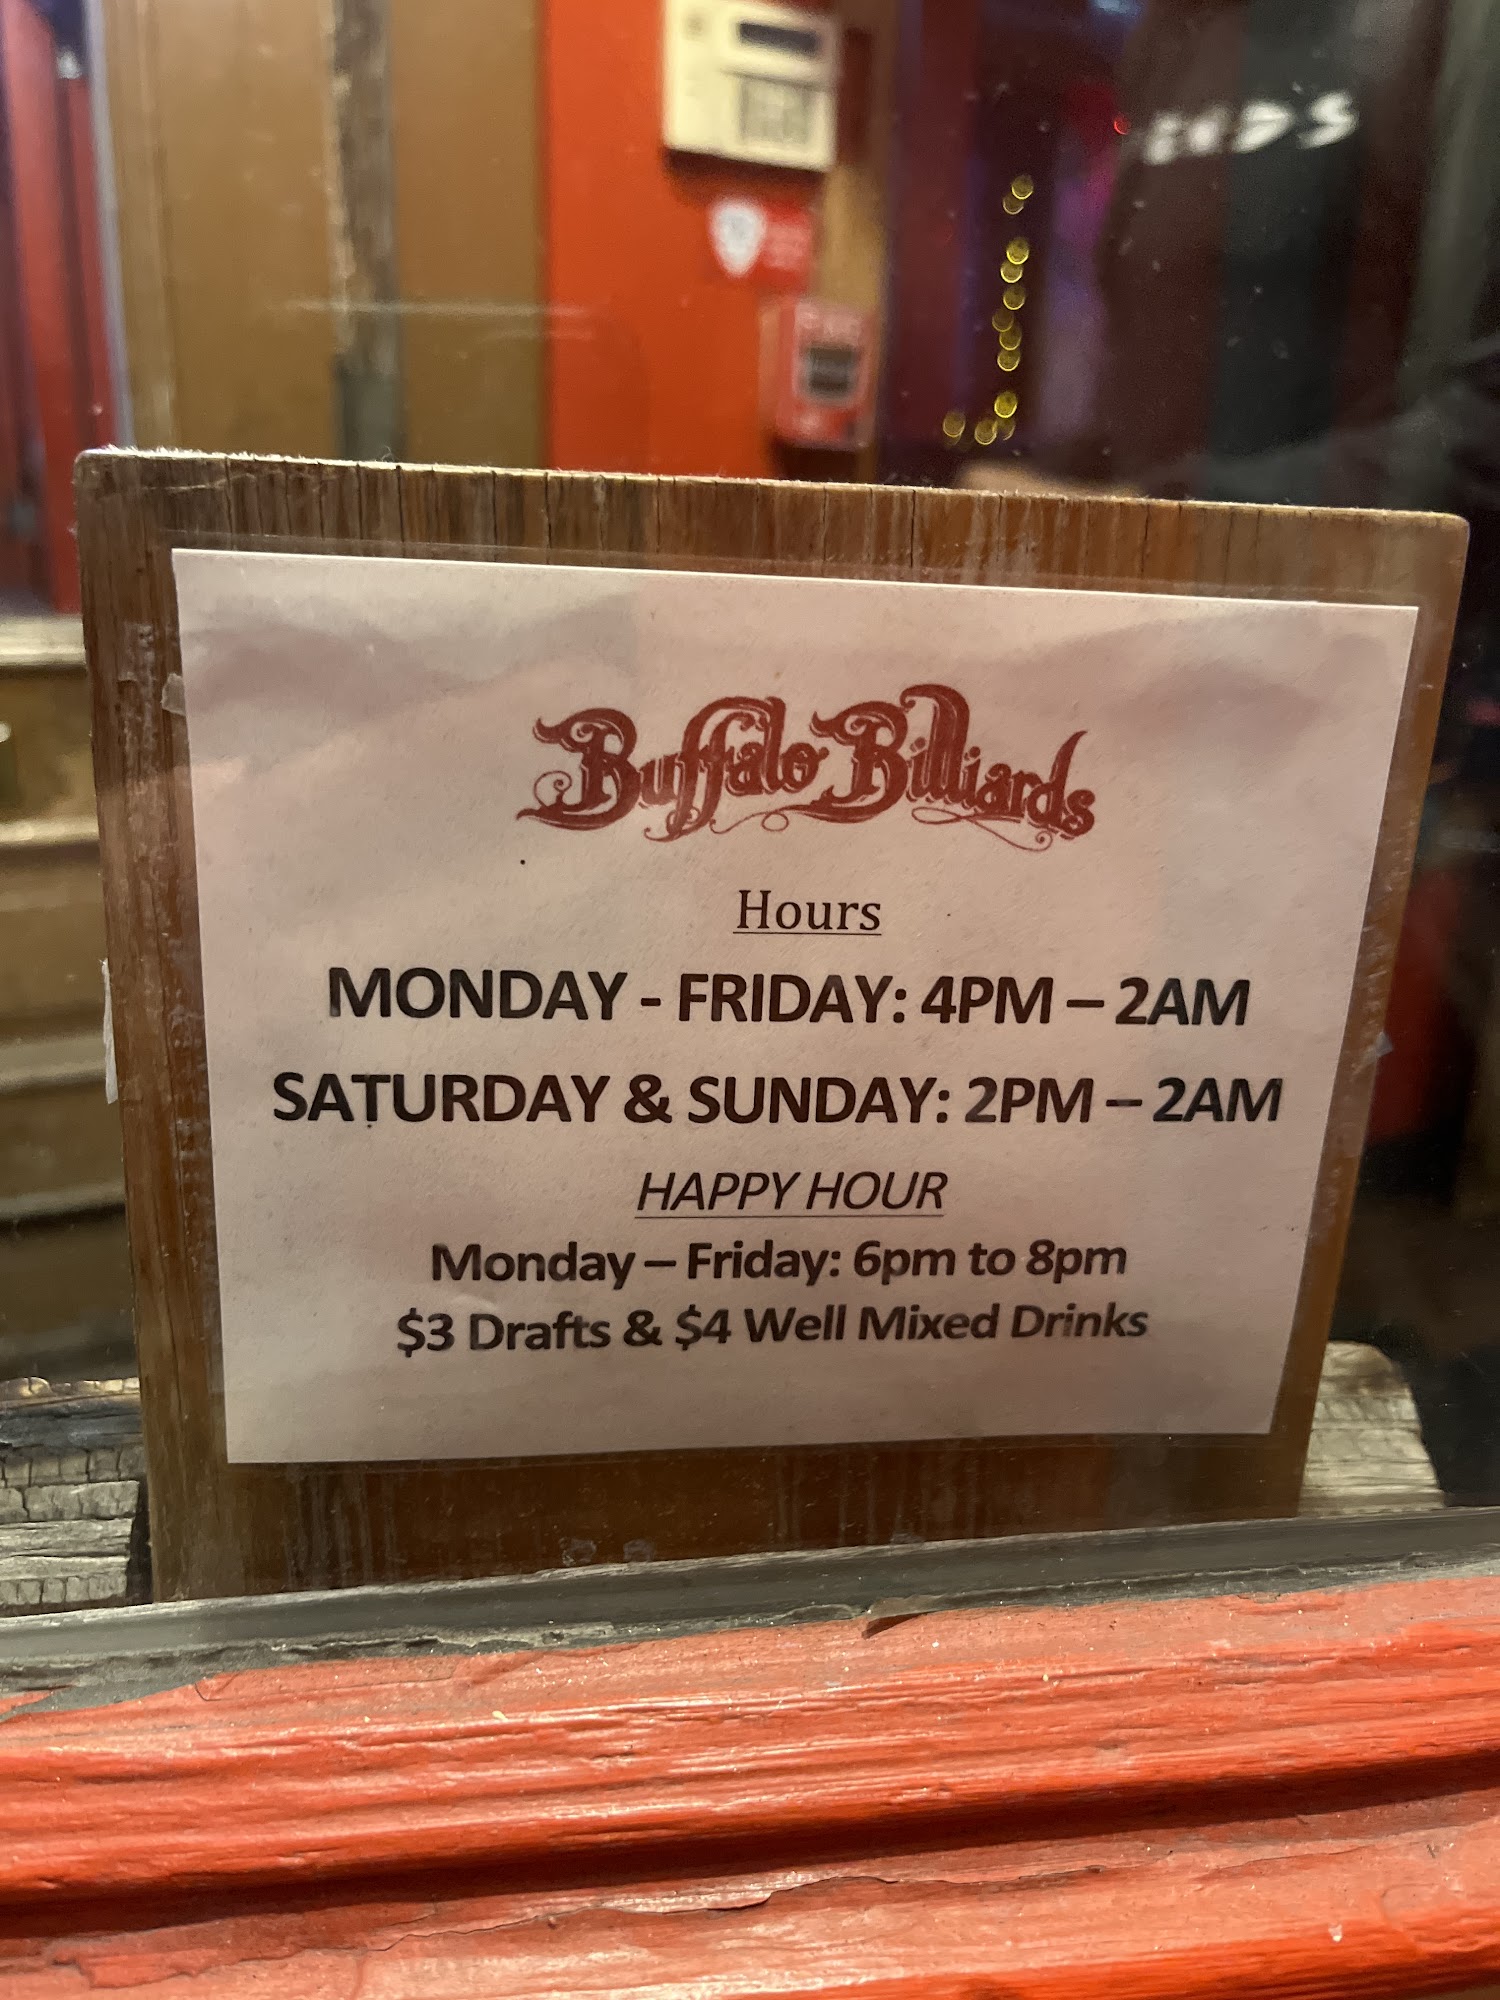 Buffalo Billiards
Hours
MONDAY - FRIDAY: 4PM – 2AM
SATURDAY & SUNDAY: 2PM – 2AM
HAPPY HOUR
Monday – Friday: 6pm to 8pm
$3 Drafts & $4 Well Mixed Drinks